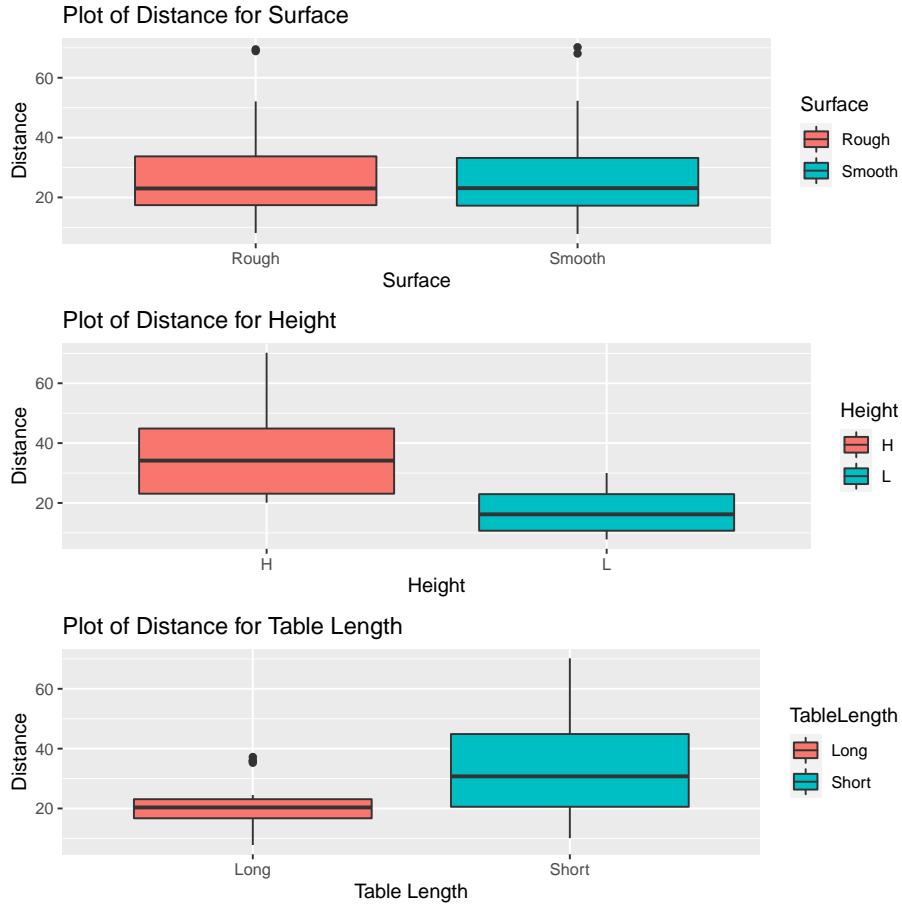 Plot of Distance for Surface
60
40
20
Distance
Rough
Smooth
Surface
Surface
Rough
Smooth
Plot of Distance for Height
60
40
20
Distance
H
L
Height
Height
H
L
Plot of Distance for Table Length
60
40
20
Distance
Long
Short
Table Length
TableLength
Long
Short